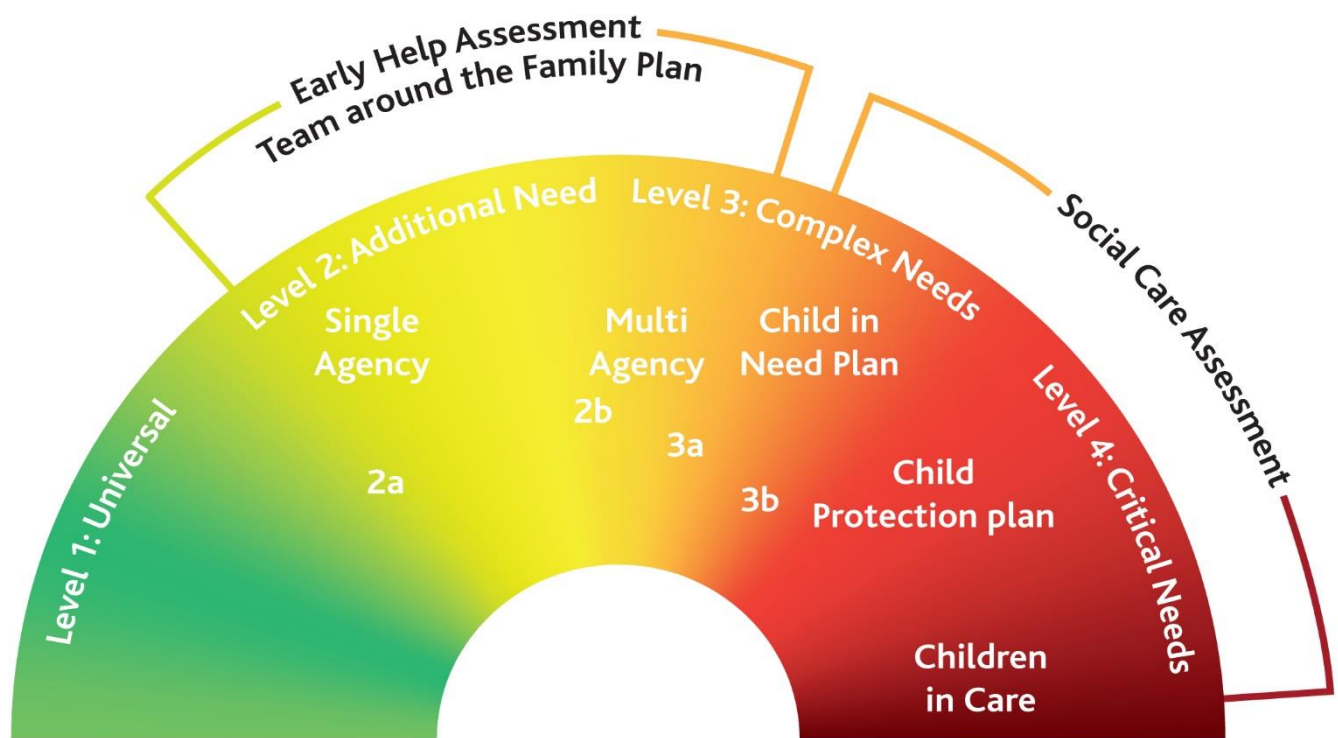 Early Help Assessment
Team around the Family Plan
Social Care Assessment
Level 1: Universal
Level 2: Additional Need
Level 3: Complex Needs
Level 4: Critical Needs
Single
Agency
2a
Multi
Agency
2b
3a
Child in
Need Plan
3b
Child
Protection plan
Children
in Care